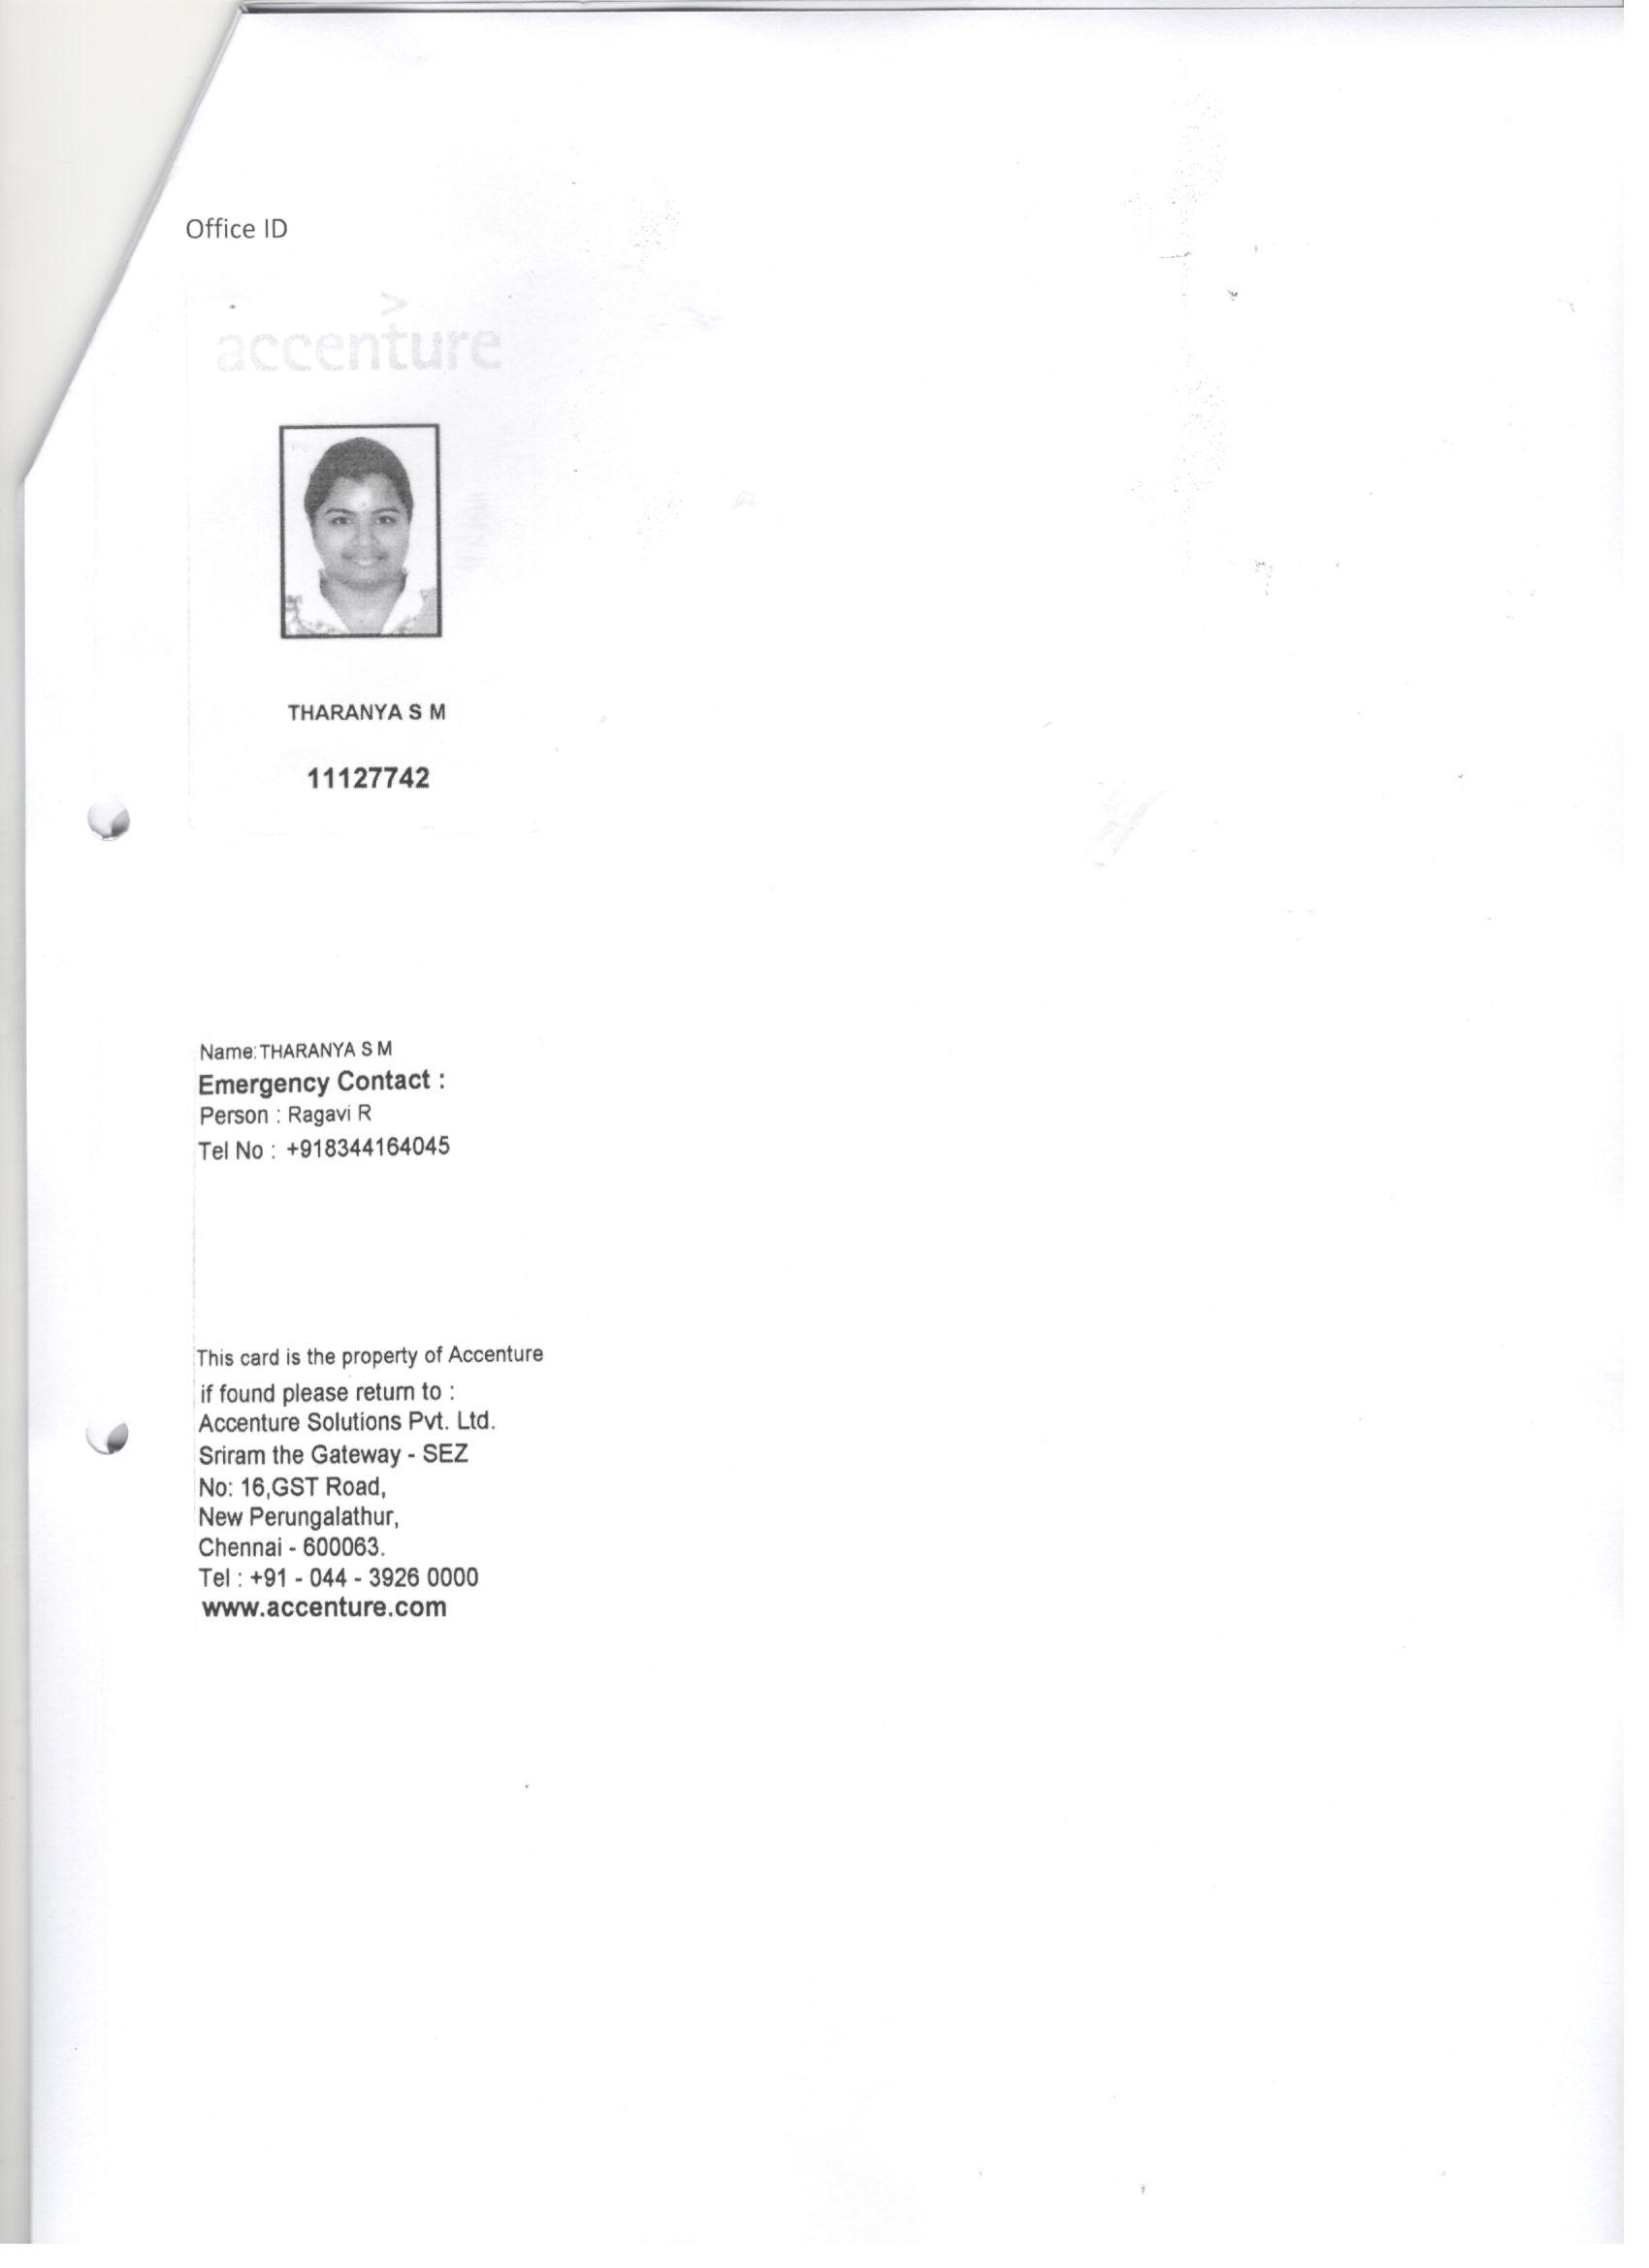 Office ID
>
accenture
THARANYA S M
11127742
Name:THARANYA S M
Emergency Contact :
Person : Ragavi R
Tel No : +918344164045
This card is the property of Accenture
if found please return to :
Accenture Solutions Pvt. Ltd.
Sriram the Gateway - SEZ
No: 16,GST Road,
New Perungalathur,
Chennai - 600063.
Tel : +91 - 044 - 3926 0000
www.accenture.com